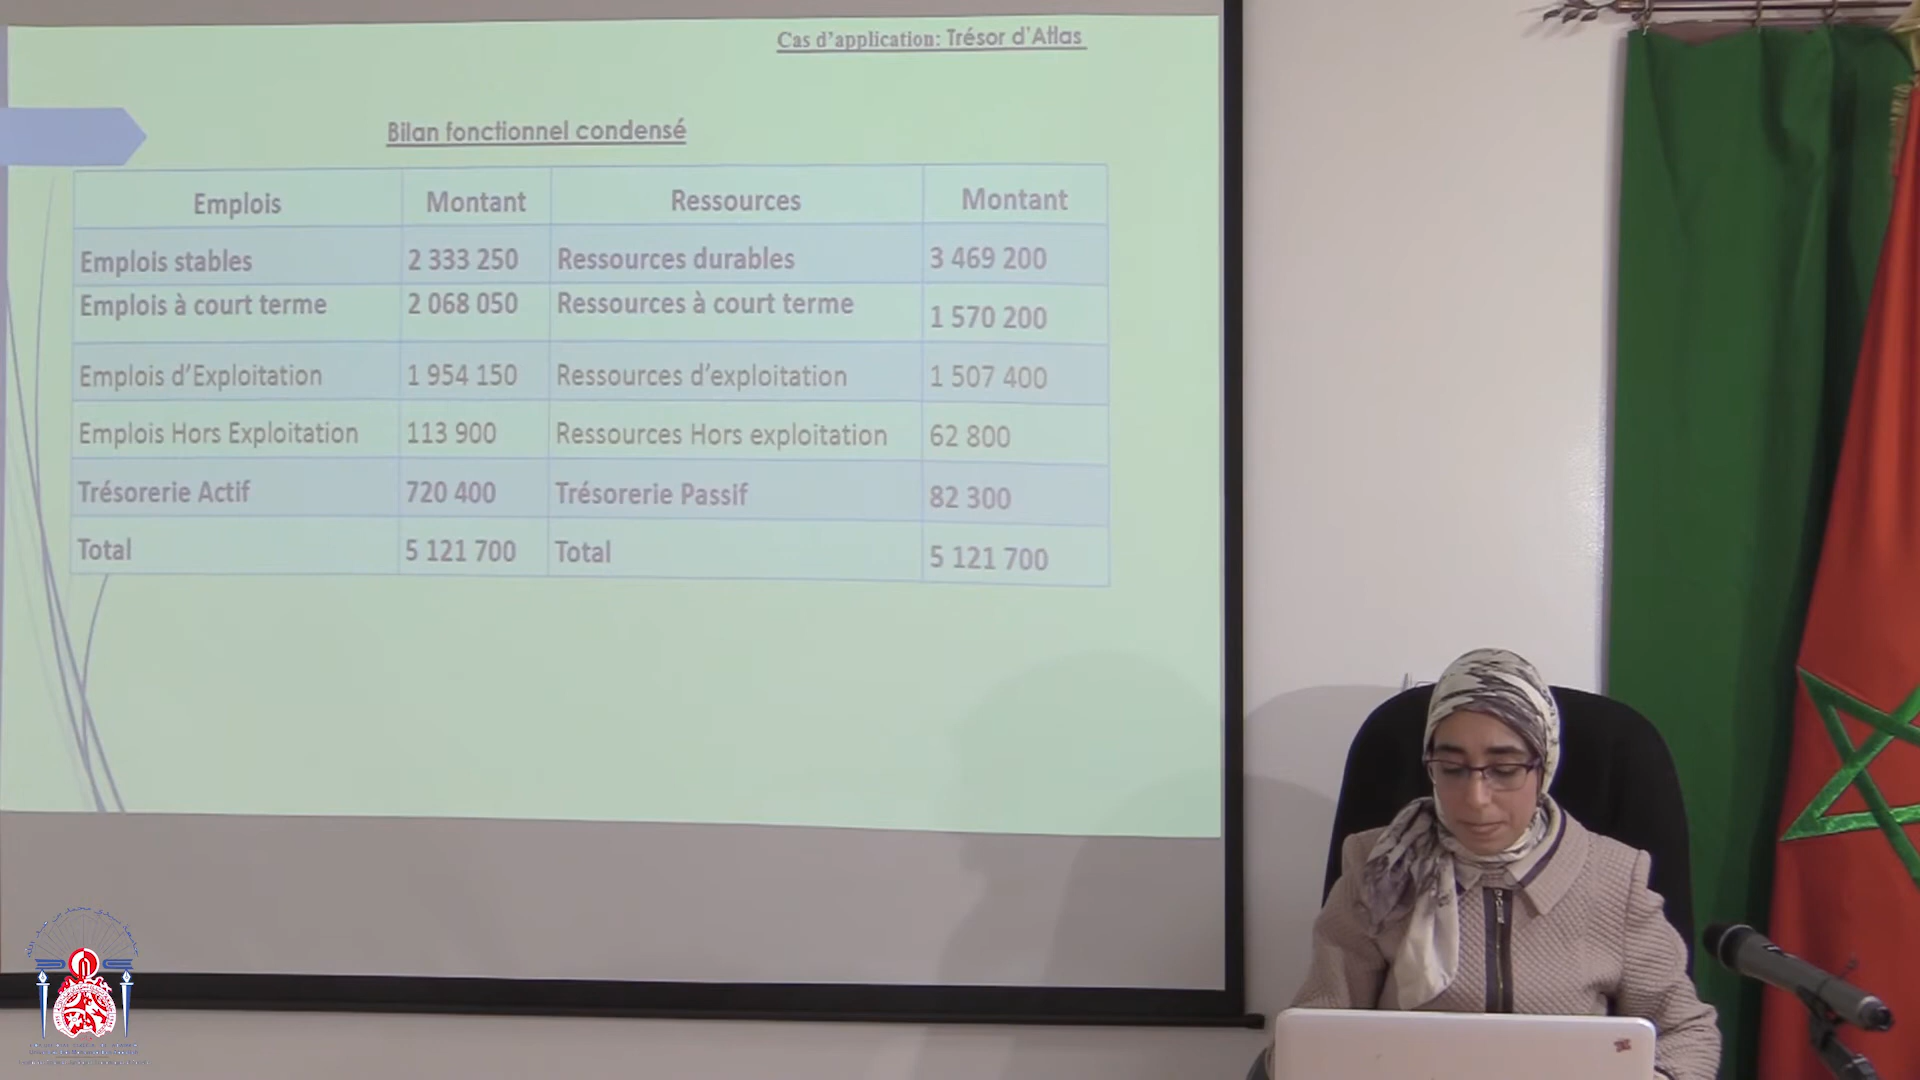 Cas d'application: Trésor d'Atlas
Bilan fonctionnel condensé
Emplois Montant Ressources Montant
Emplois stables 2 333 250 Ressources durables 3 469 200
Emplois à court terme 2 068 050 Ressources à court terme 1 570 200
Emplois d'Exploitation 1 954 150 Ressources d'exploitation 1 507 400
Emplois Hors Exploitation 113 900 Ressources Hors exploitation 62 800
Trésorerie Actif 720 400 Trésorerie Passif 82 300
Total 5 121 700 Total 5 121 700